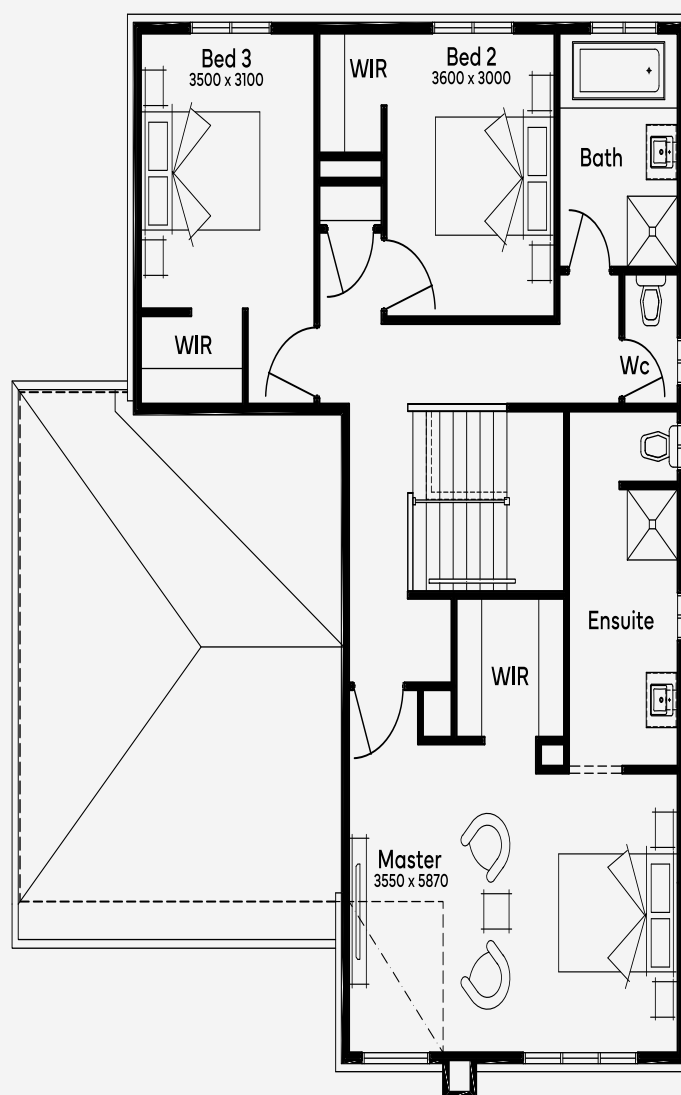 Bed 3
3500 x 3100
WIR
Bed 2
3600 x 3000
Bath
WIR
Wc
Ensuite
WIR
Master
3550 x 5870